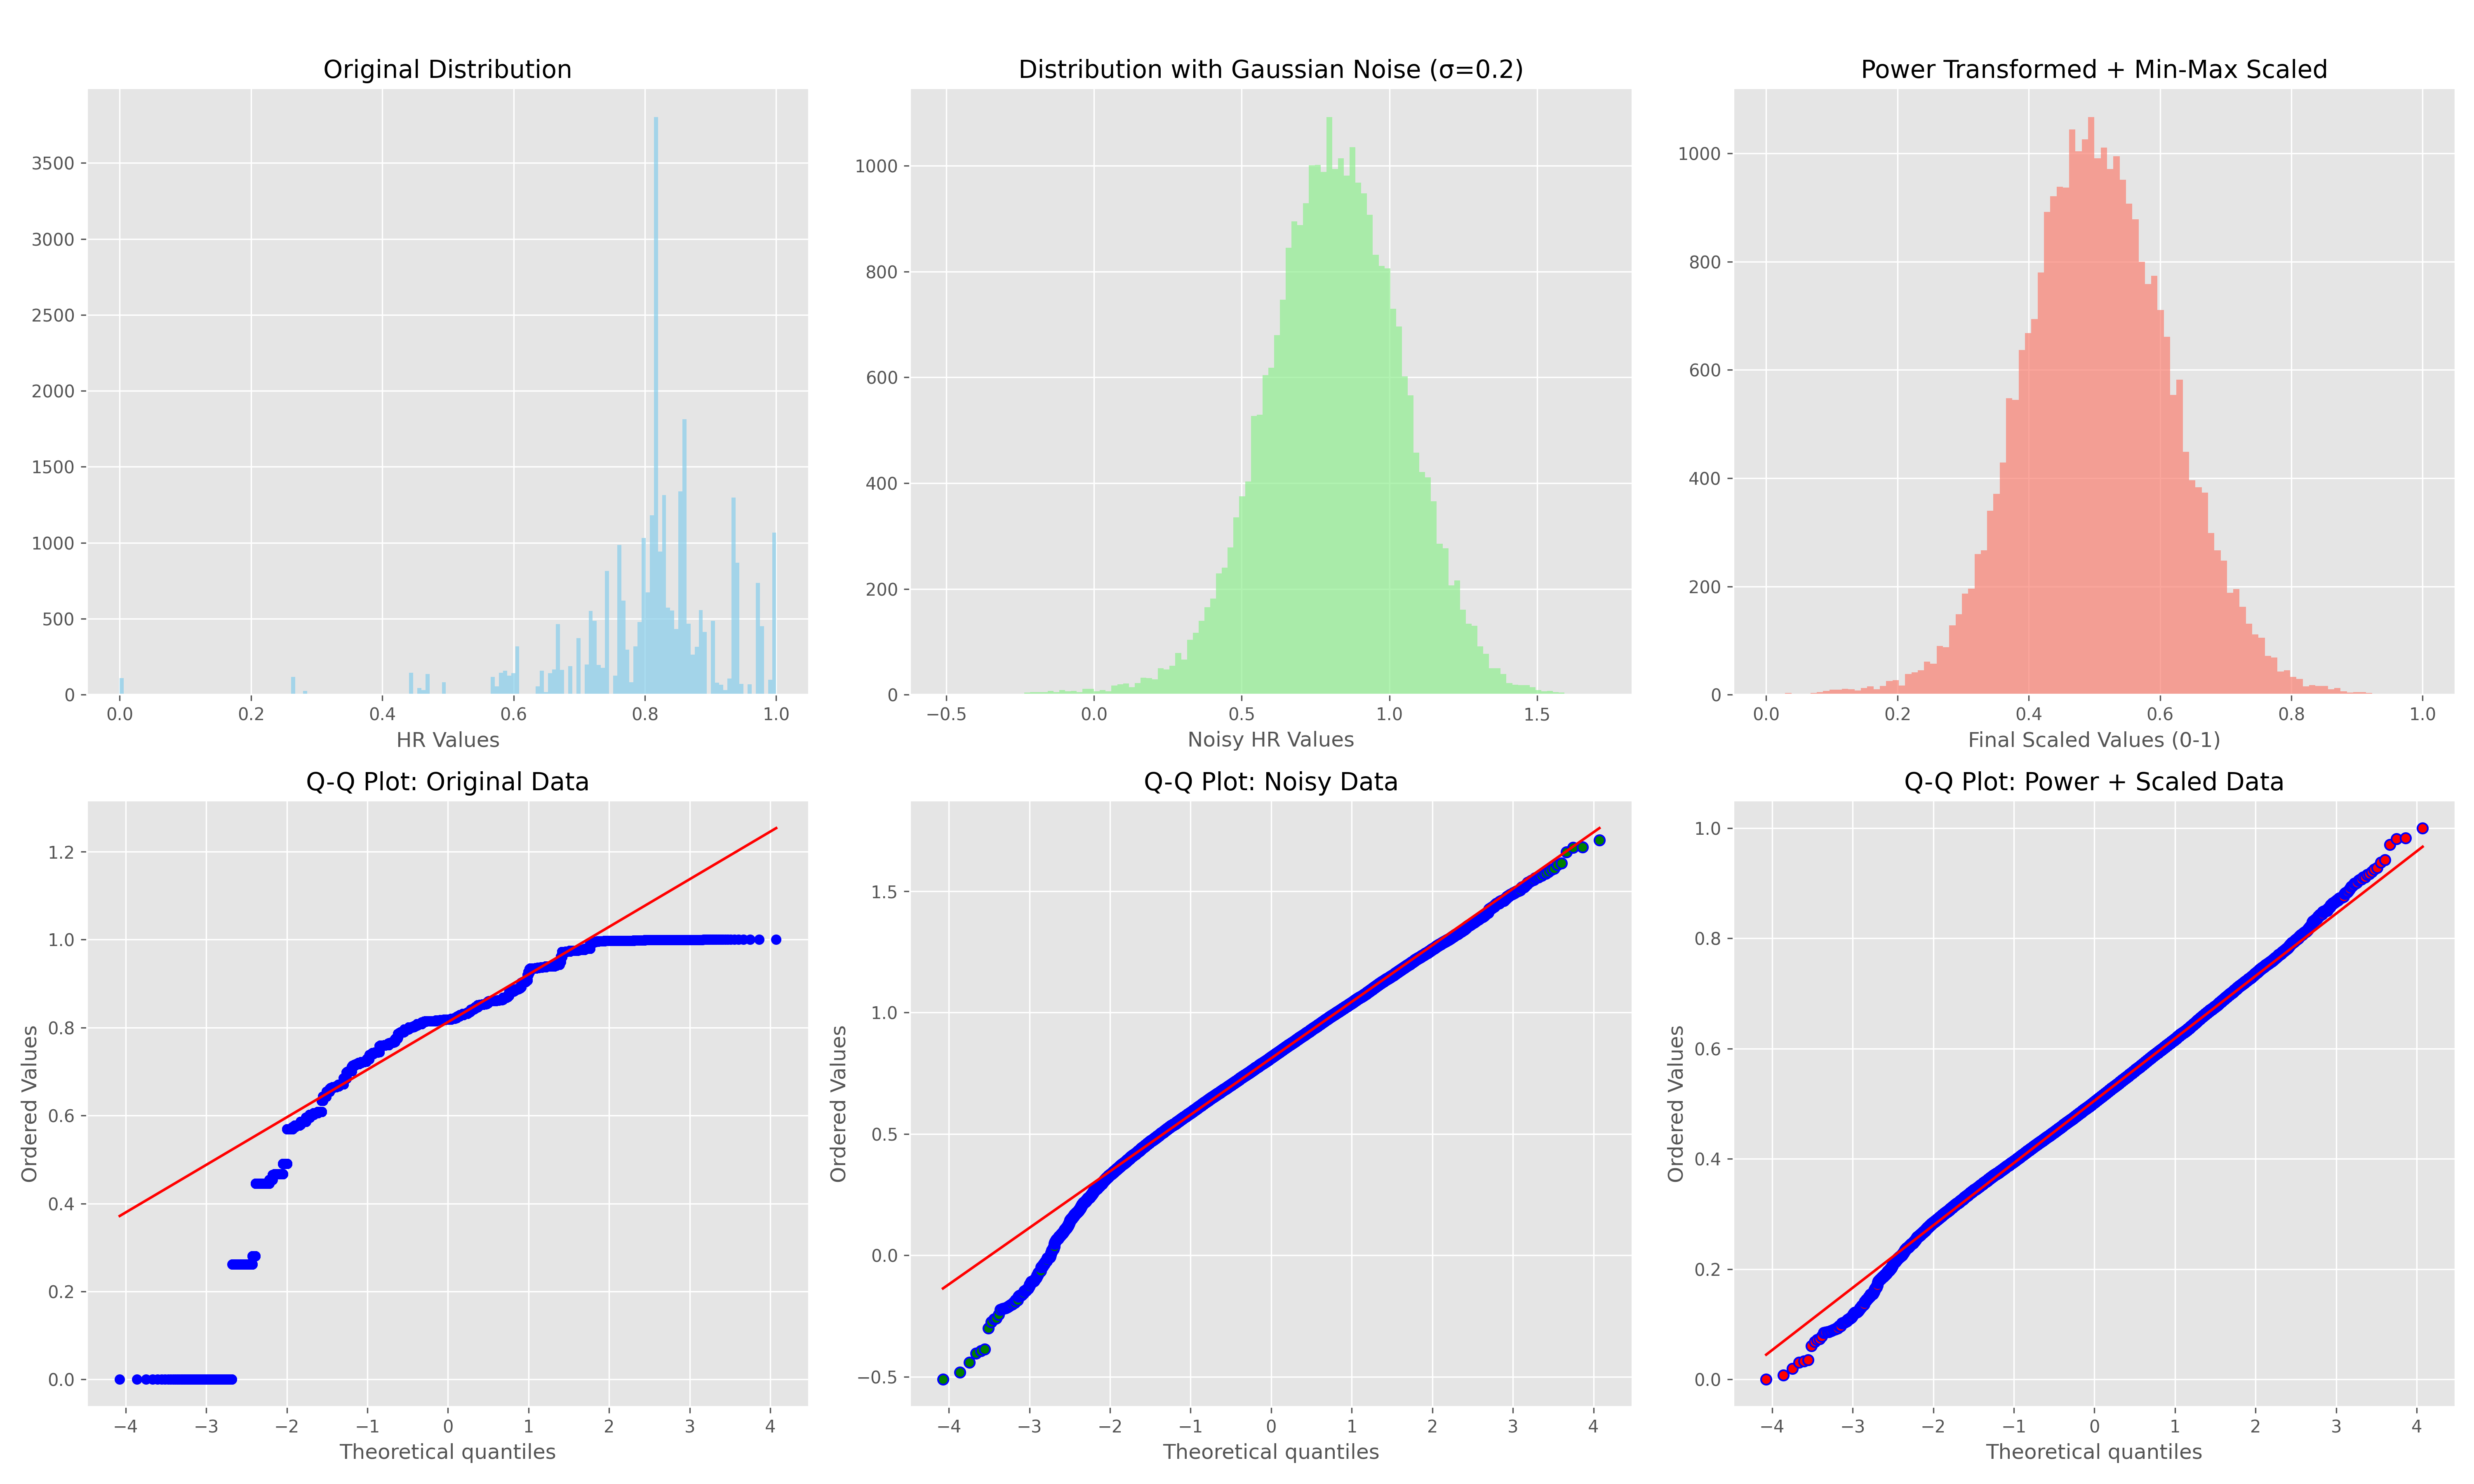 Original Distribution
Distribution with Gaussian Noise (σ=0.2)
Power Transformed + Min-Max Scaled
3500
3000
2500
2000
1500
1000
500
0
0.0 0.2 0.4 0.6 0.8 1.0
HR Values
1000
800
600
400
200
0
−0.5 0.0 0.5 1.0 1.5
Noisy HR Values
1000
800
600
400
200
0
0.0 0.2 0.4 0.6 0.8 1.0
Final Scaled Values (0-1)
Q-Q Plot: Original Data
Q-Q Plot: Noisy Data
Q-Q Plot: Power + Scaled Data
Ordered Values
1.2
1.0
0.8
0.6
0.4
0.2
0.0
−4 −3 −2 −1 0 1 2 3 4
Theoretical quantiles
Ordered Values
1.5
1.0
0.5
0.0
−0.5
−4 −3 −2 −1 0 1 2 3 4
Theoretical quantiles
Ordered Values
1.0
0.8
0.6
0.4
0.2
0.0
−4 −3 −2 −1 0 1 2 3 4
Theoretical quantiles